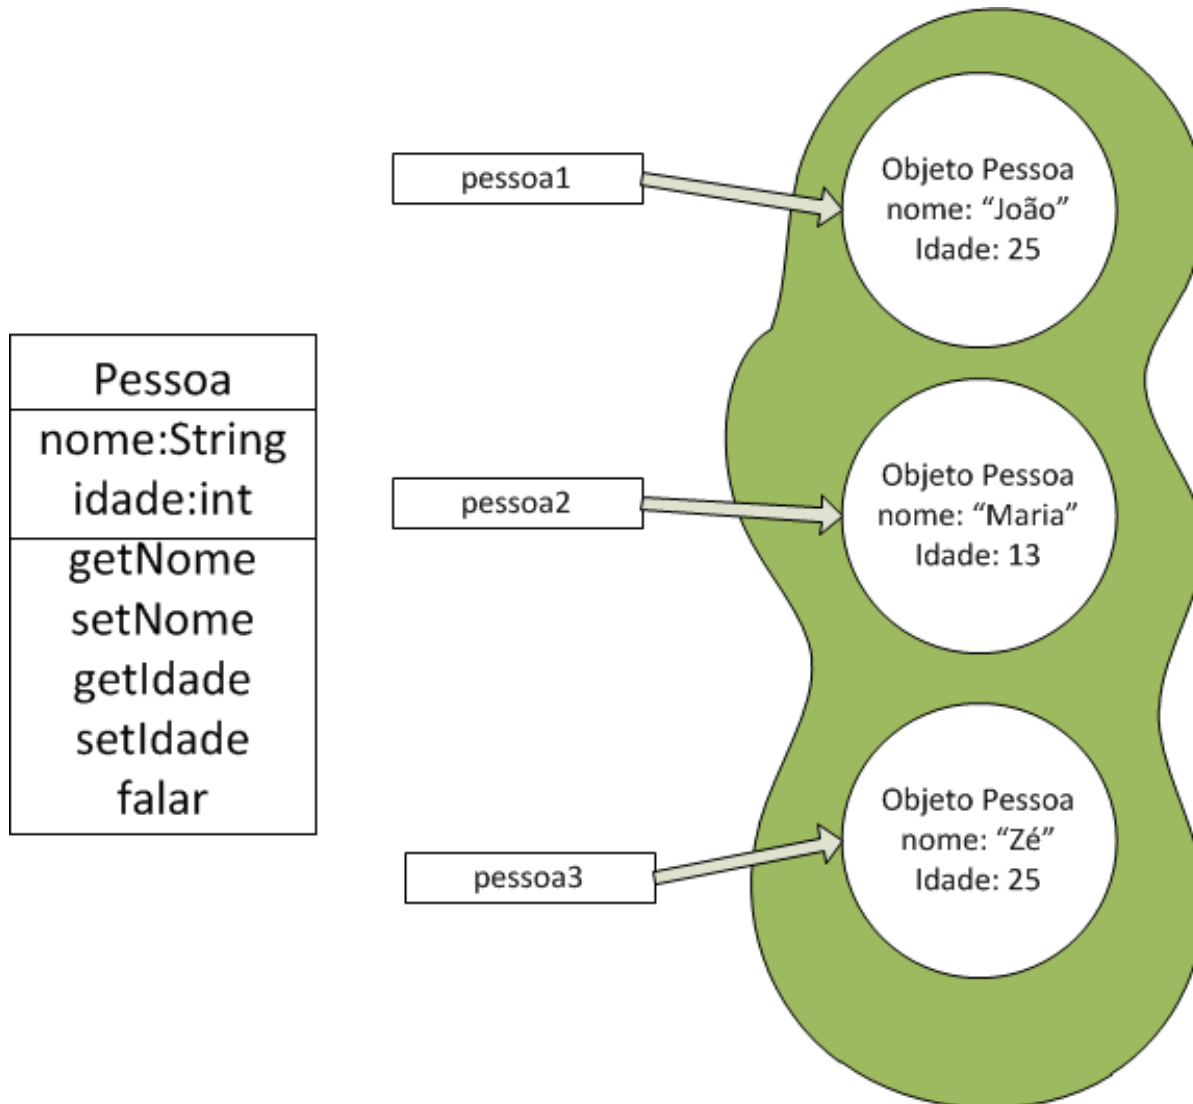 Pessoa
nome:String
idade:int
getNome
setNome
getIdade
setIdade
falar
pessoa1
Objeto Pessoa
nome: “João”
Idade: 25
pessoa2
Objeto Pessoa
nome: “Maria”
Idade: 13
pessoa3
Objeto Pessoa
nome: “Zé”
Idade: 25